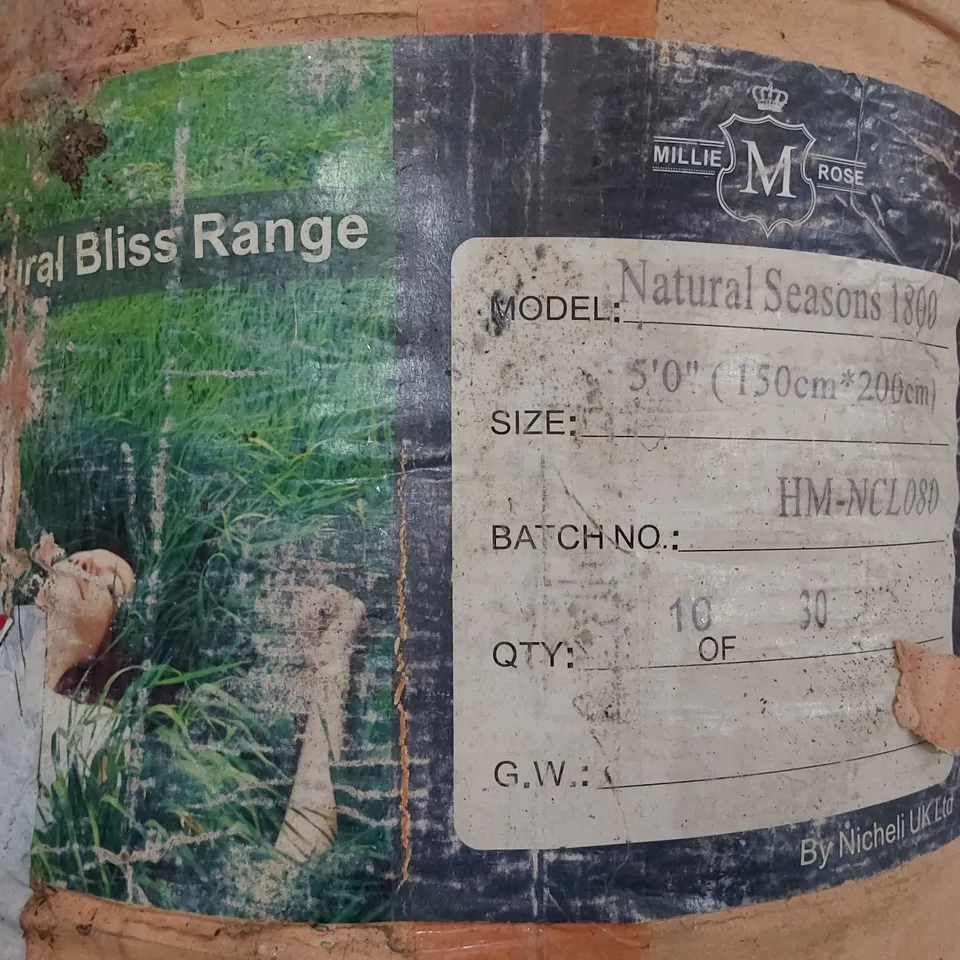 Bliss Range
MILLIE M ROSE
MODEL: Natural Seasons 1800
SIZE: 5'0" ( 150cm*200cm)
BATCH NO.: HM-NCL080
QTY: 10 OF 30
G.W.:
By Nicheli UK Ltd